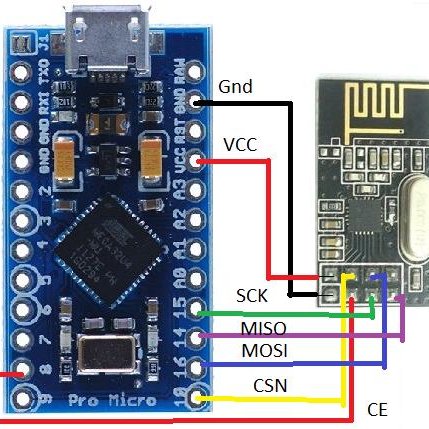 J1
TXO
RXI
GND
GND
2
3
4
5
6
7
8
9
RAW
GND
RST
VCC
A3
A2
A1
A0
15
14
16
10
Pro Micro
Gnd
VCC
SCK
MISO
MOSI
CSN
CE